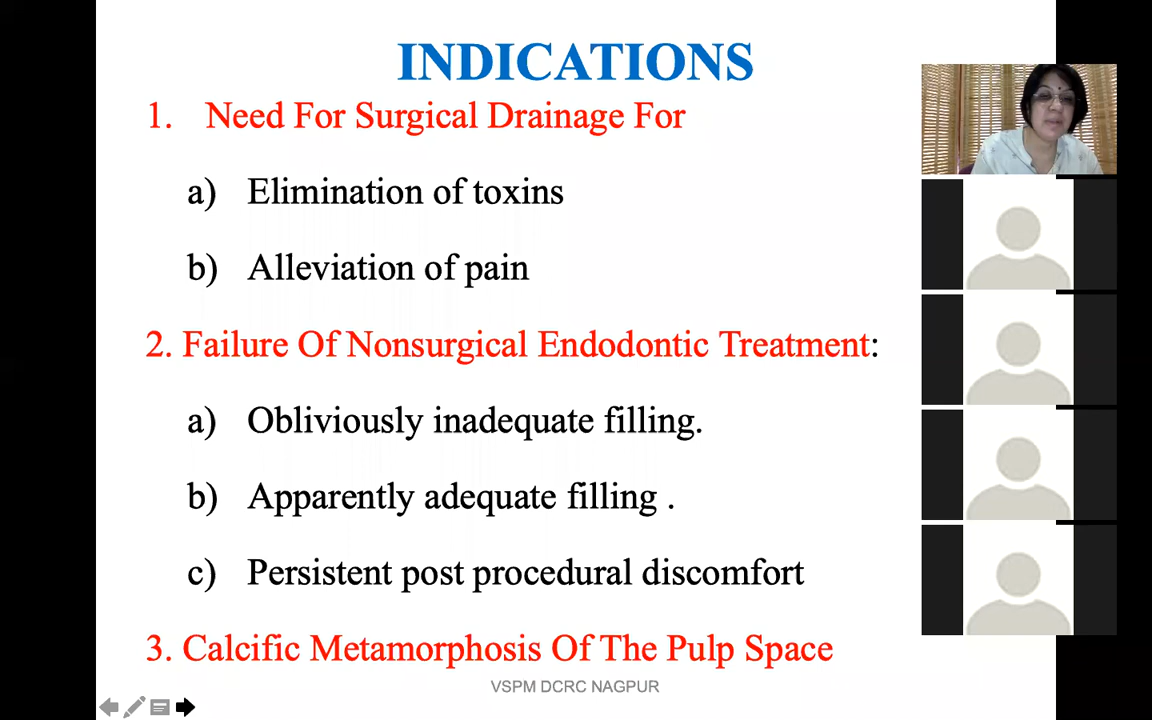 INDICATIONS
1. Need For Surgical Drainage For
a) Elimination of toxins
b) Alleviation of pain
2. Failure Of Nonsurgical Endodontic Treatment:
a) Obliviously inadequate filling.
b) Apparently adequate filling .
c) Persistent post procedural discomfort
3. Calcific Metamorphosis Of The Pulp Space
VSPM DCRC NAGPUR